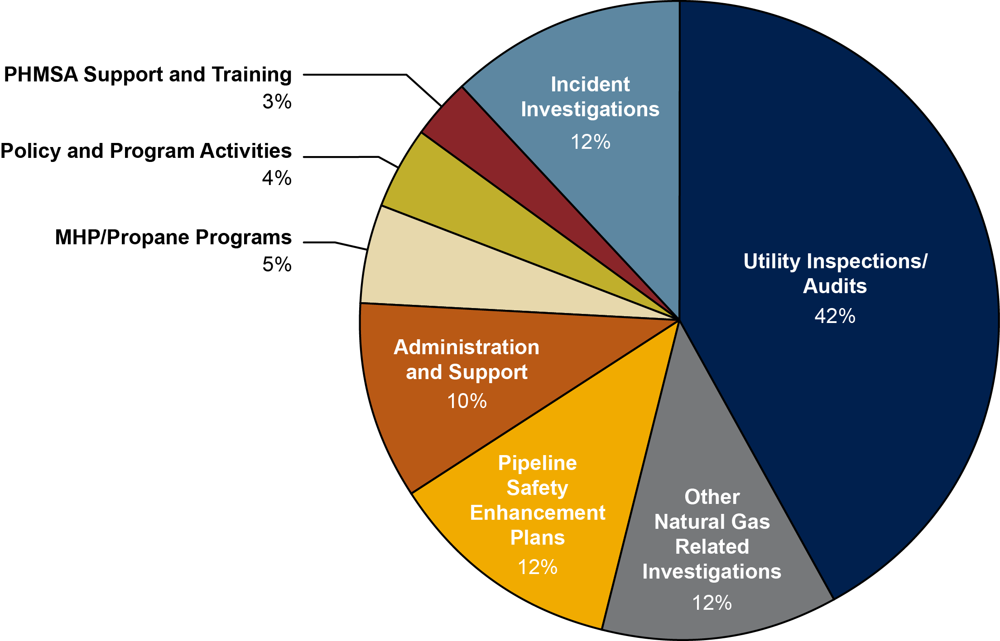 PHMSA Support and Training
3%
Policy and Program Activities
4%
MHP/Propane Programs
5%
Incident
Investigations
12%
Utility Inspections/
Audits
42%
Administration
and Support
10%
Pipeline
Safety
Enhancement
Plans
12%
Other
Natural Gas
Related
Investigations
12%